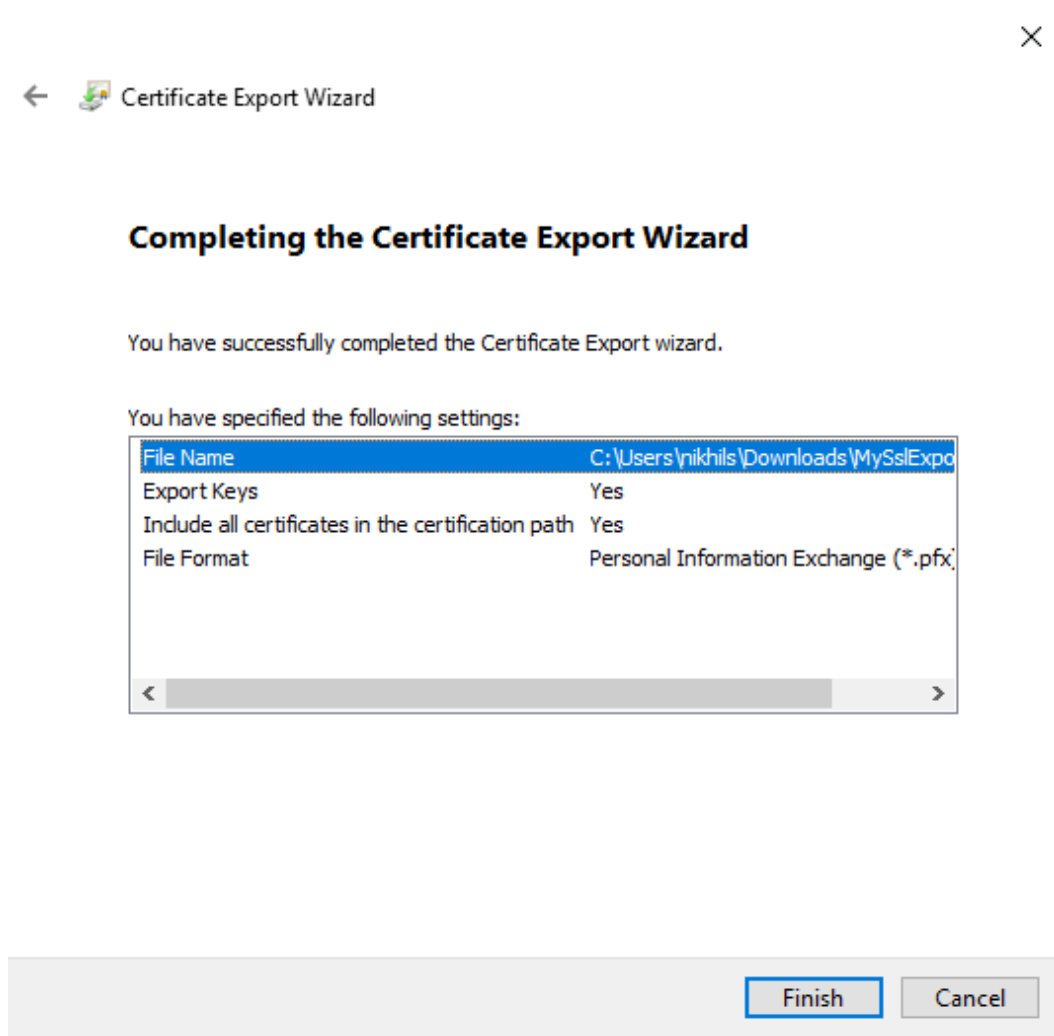 Certificate Export Wizard
Completing the Certificate Export Wizard
You have successfully completed the Certificate Export wizard.
You have specified the following settings:
File Name C:\Users\nikhils\Downloads\MySslExpo
Export Keys Yes
Include all certificates in the certification path Yes
File Format Personal Information Exchange (*.pfx)
Finish Cancel